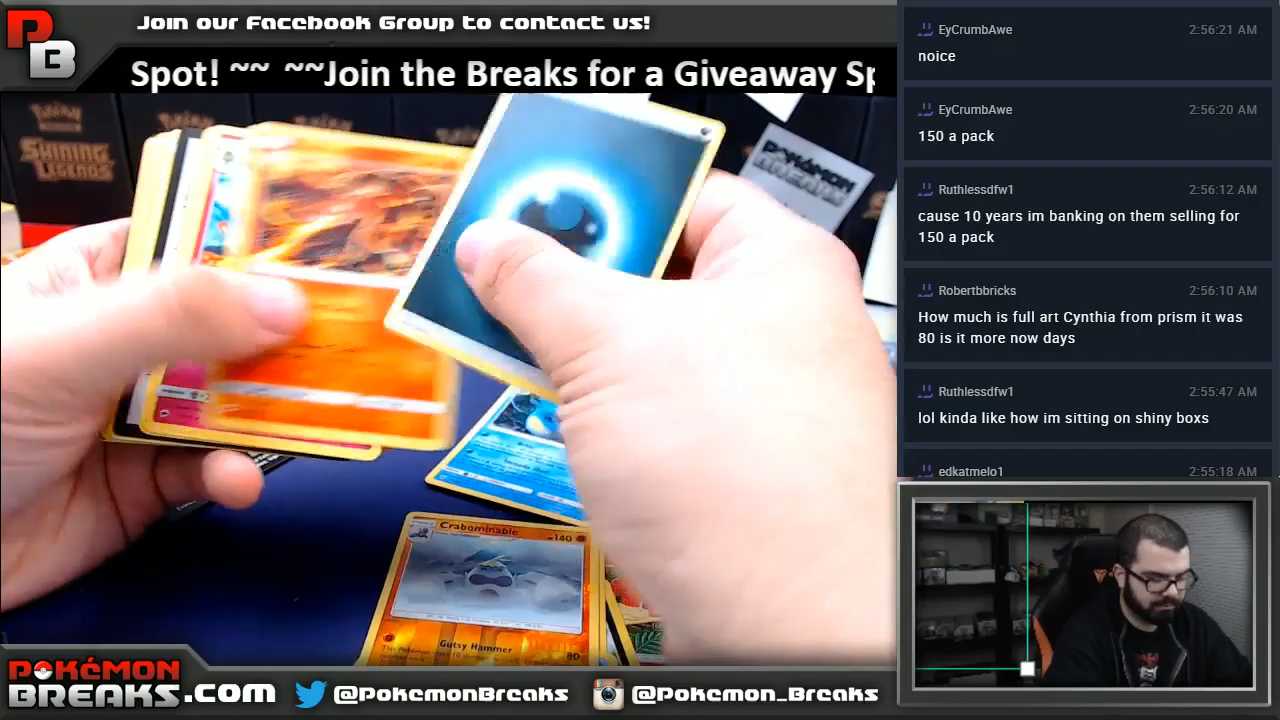 PB
Join our Facebook Group to contact us!
Spot! ~~ ~~Join the Breaks for a Giveaway Sp
EyCrumbAwe 2:56:21 AM
noice
EyCrumbAwe 2:56:20 AM
150 a pack
Ruthlessdfw1 2:56:12 AM
cause 10 years im banking on them selling for
150 a pack
Robertbbricks 2:56:10 AM
How much is full art Cynthia from prism it was
80 is it more now days
Ruthlessdfw1 2:55:47 AM
lol kinda like how im sitting on shiny boxs
edkatmelo1 2:55:18 AM
Pokémon
SHINING
LEGENDS
POKÉMON
BREAKS
Crabominable 140
Gutsy Hammer 80
POKÉMON
BREAKS.COM
@PokemonBreaks
@Pokemon_Breaks